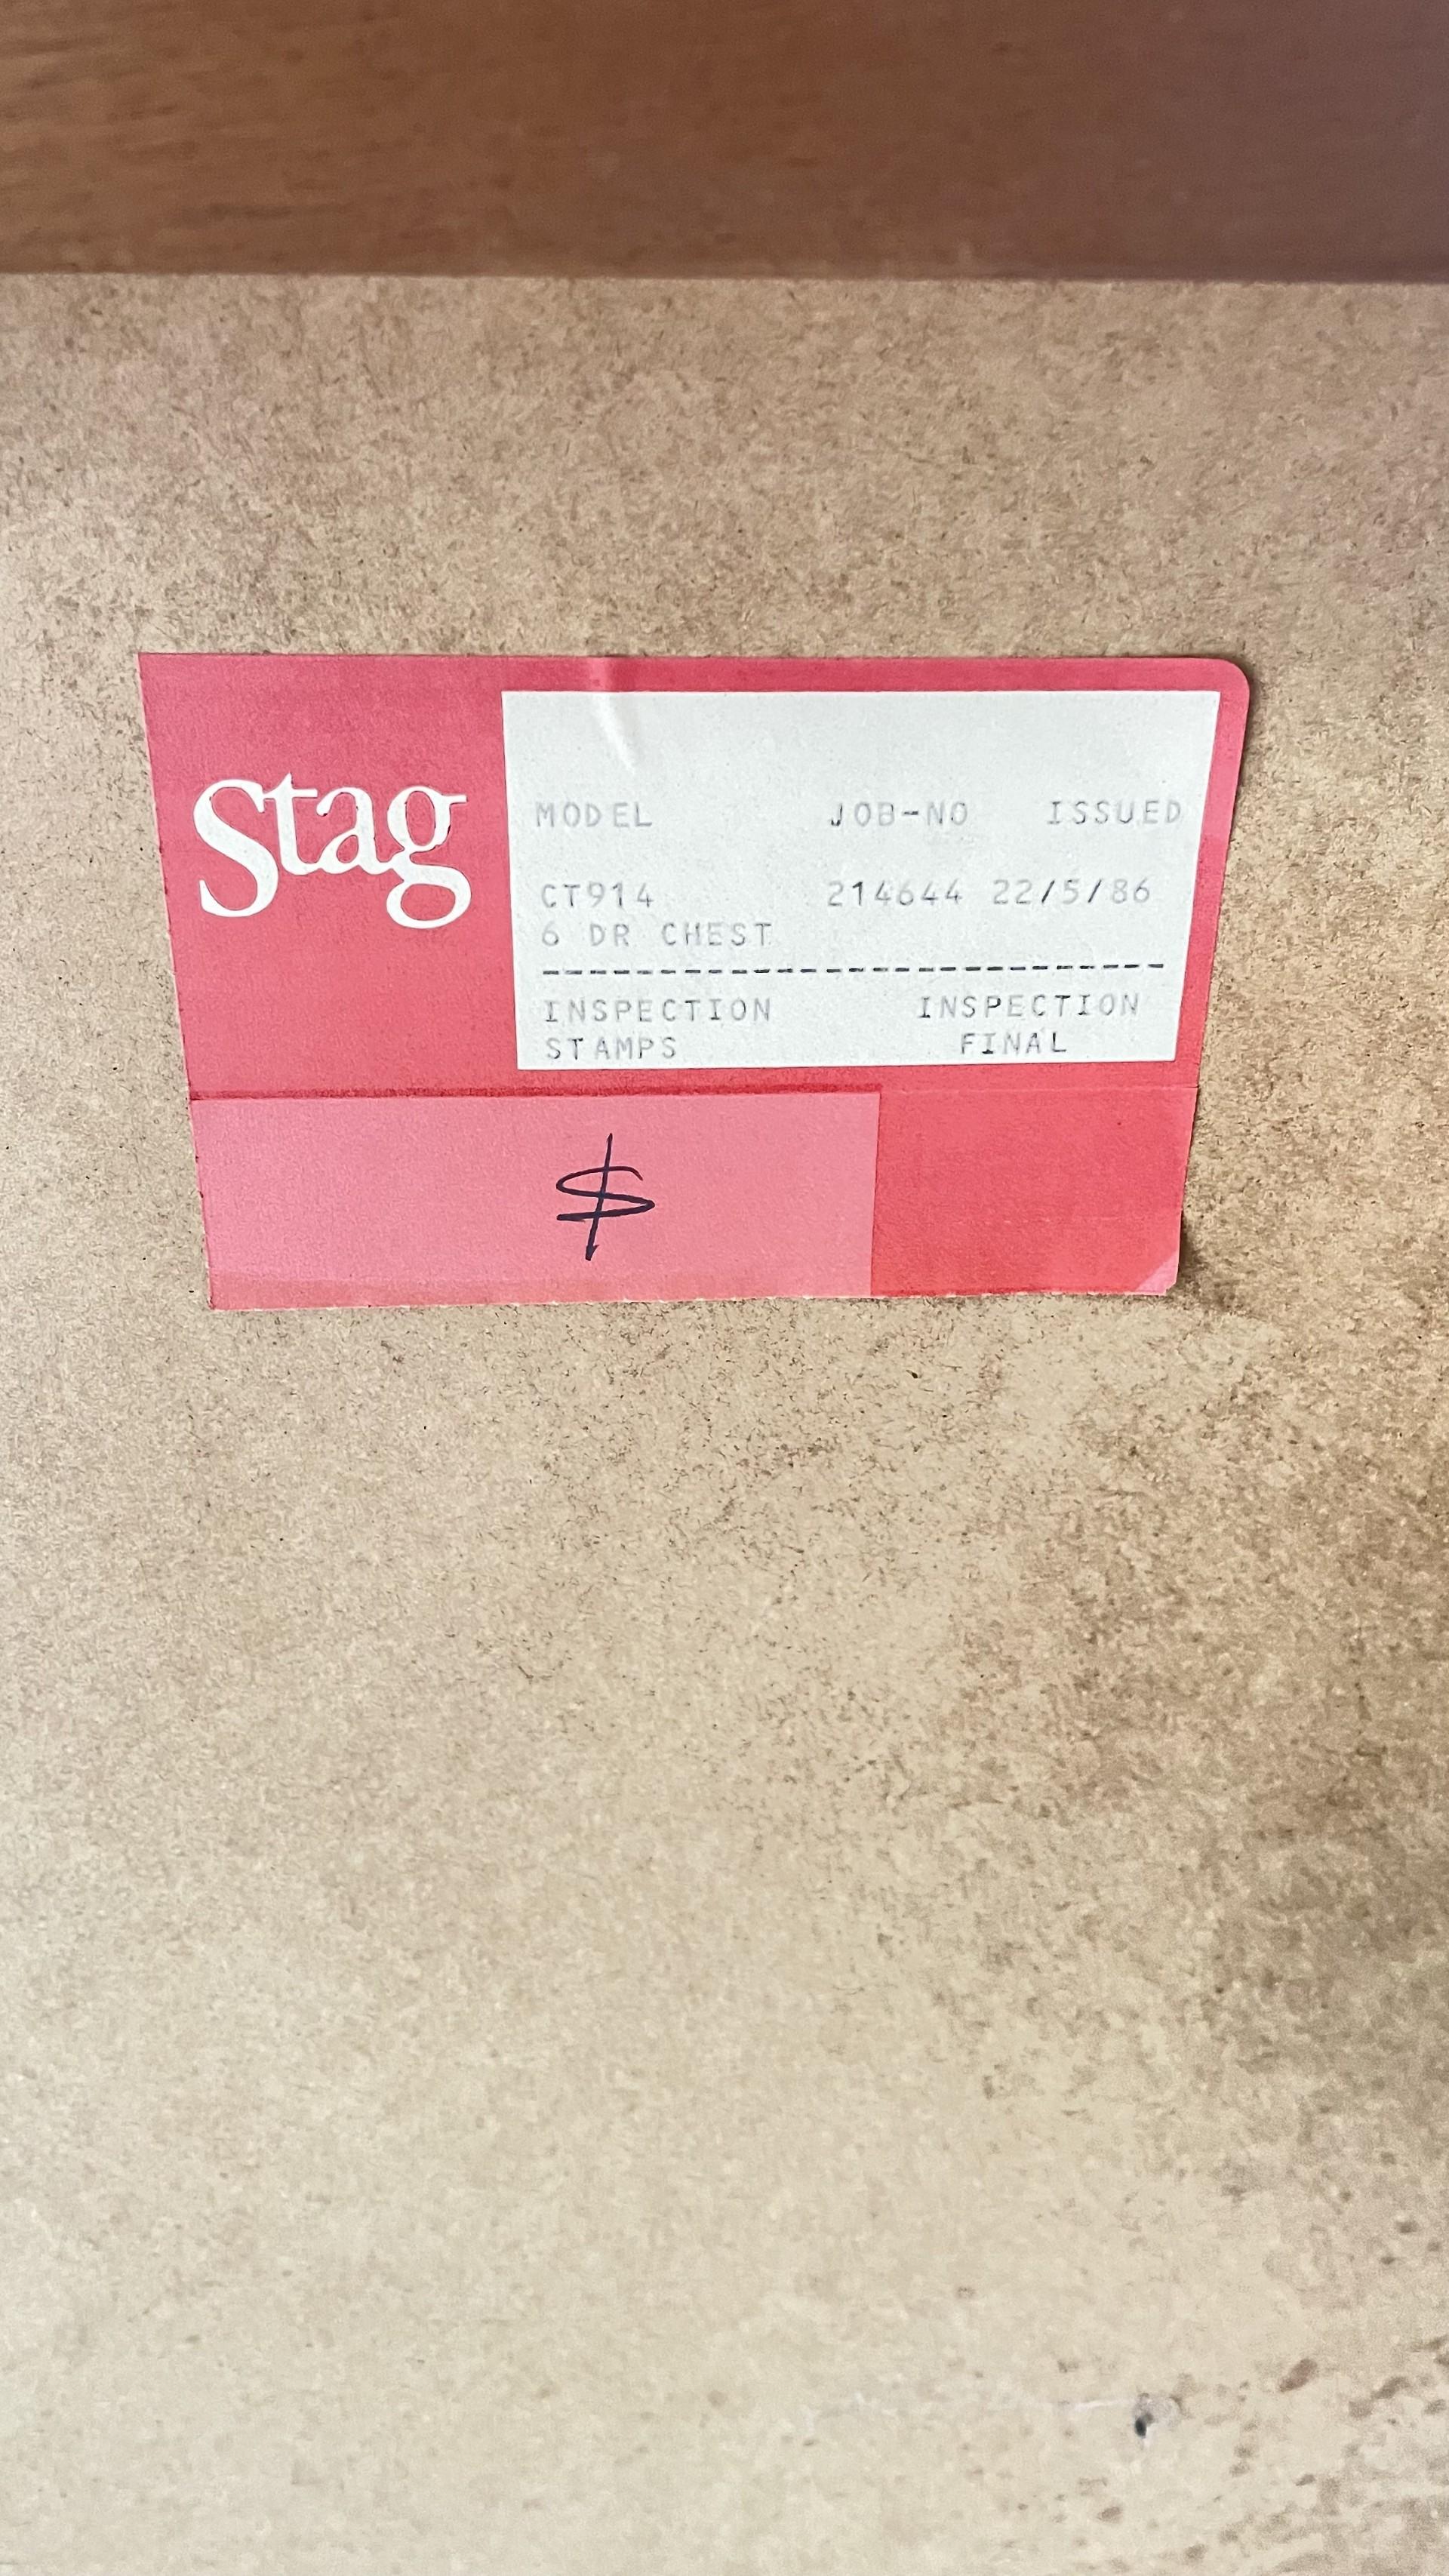 Stag
MODEL JOB-NO ISSUED
CT914 214644 22/5/86
6 DR CHEST
--------------------------------
INSPECTION INSPECTION
STAMPS FINAL
$